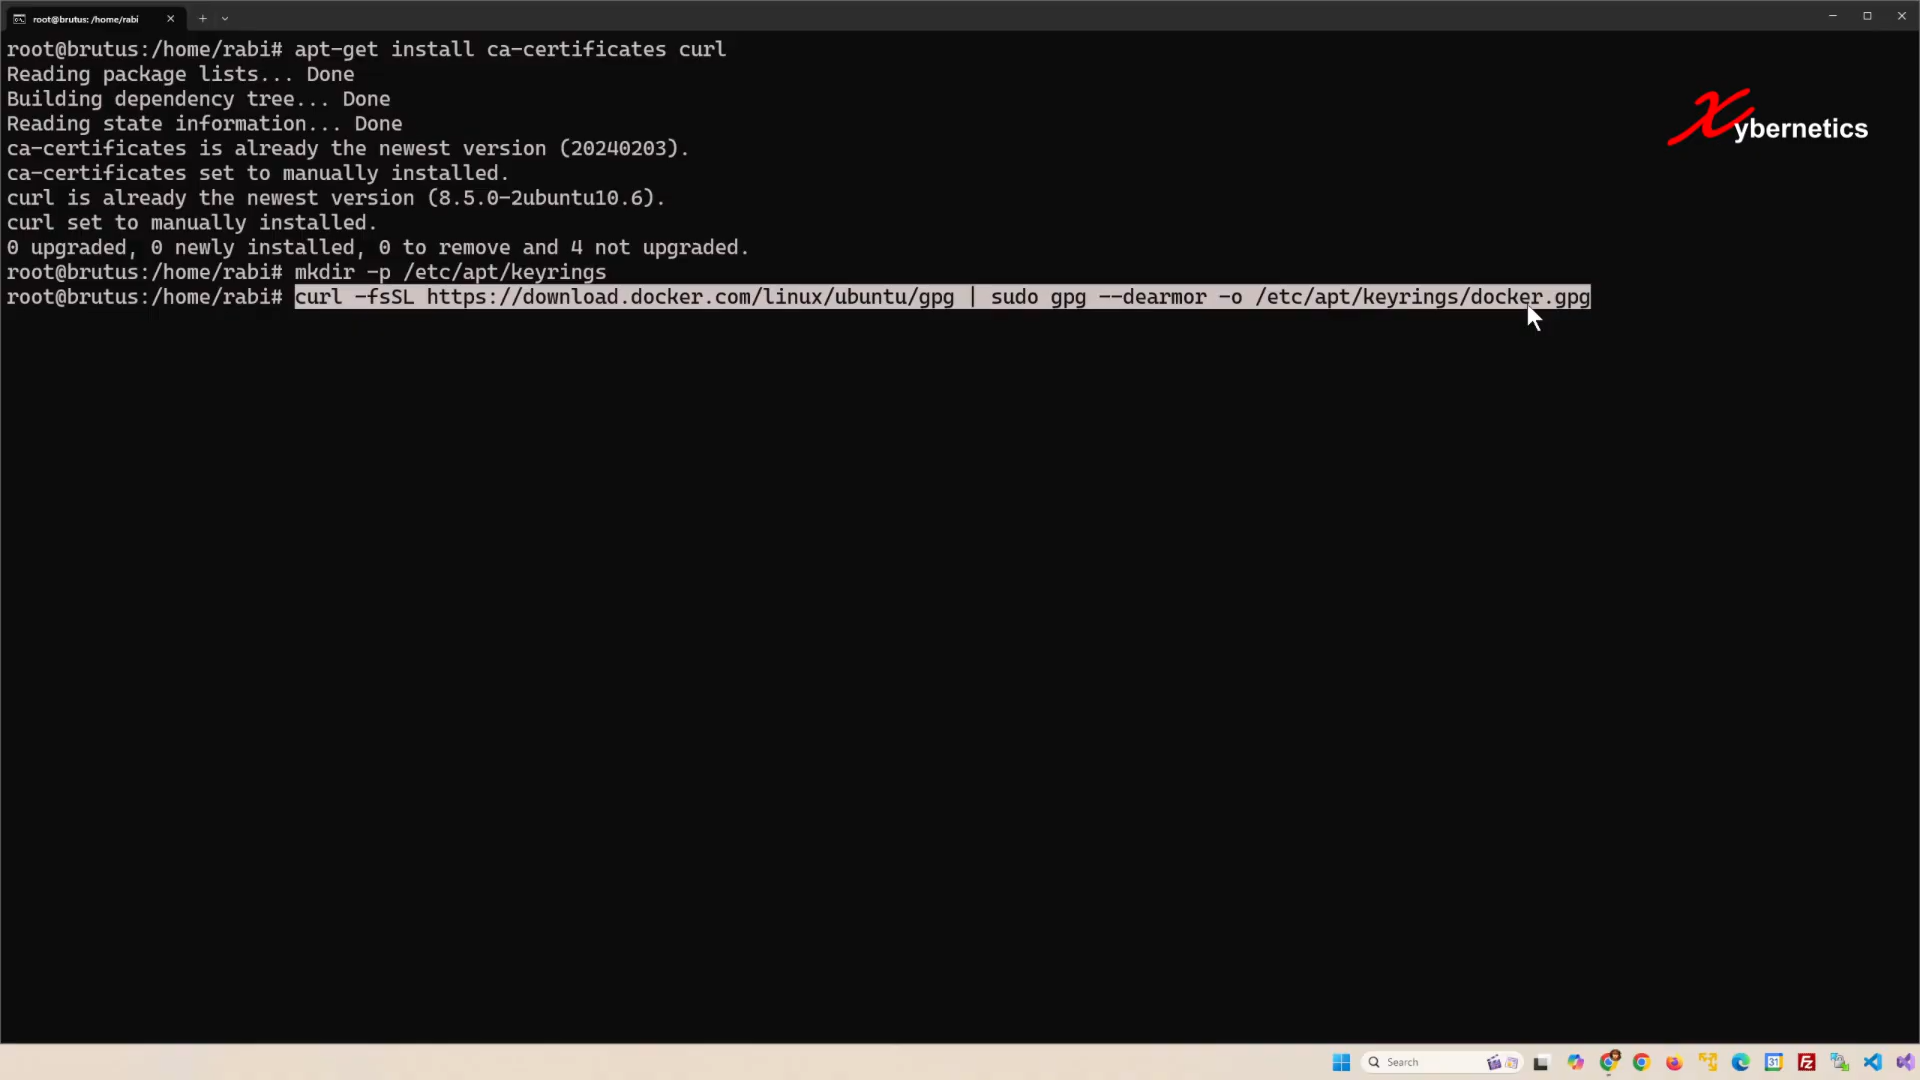 root@brutus: /home/rabi
root@brutus:/home/rabi# apt-get install ca-certificates curl
Reading package lists... Done
Building dependency tree... Done
Reading state information... Done
ca-certificates is already the newest version (20240203).
ca-certificates set to manually installed.
curl is already the newest version (8.5.0-2ubuntu10.6).
curl set to manually installed.
0 upgraded, 0 newly installed, 0 to remove and 4 not upgraded.
root@brutus:/home/rabi# mkdir -p /etc/apt/keyrings
root@brutus:/home/rabi# curl -fsSL https://download.docker.com/linux/ubuntu/gpg | sudo gpg --dearmor -o /etc/apt/keyrings/docker.gpg
Xybernetics
Search
31
FZ